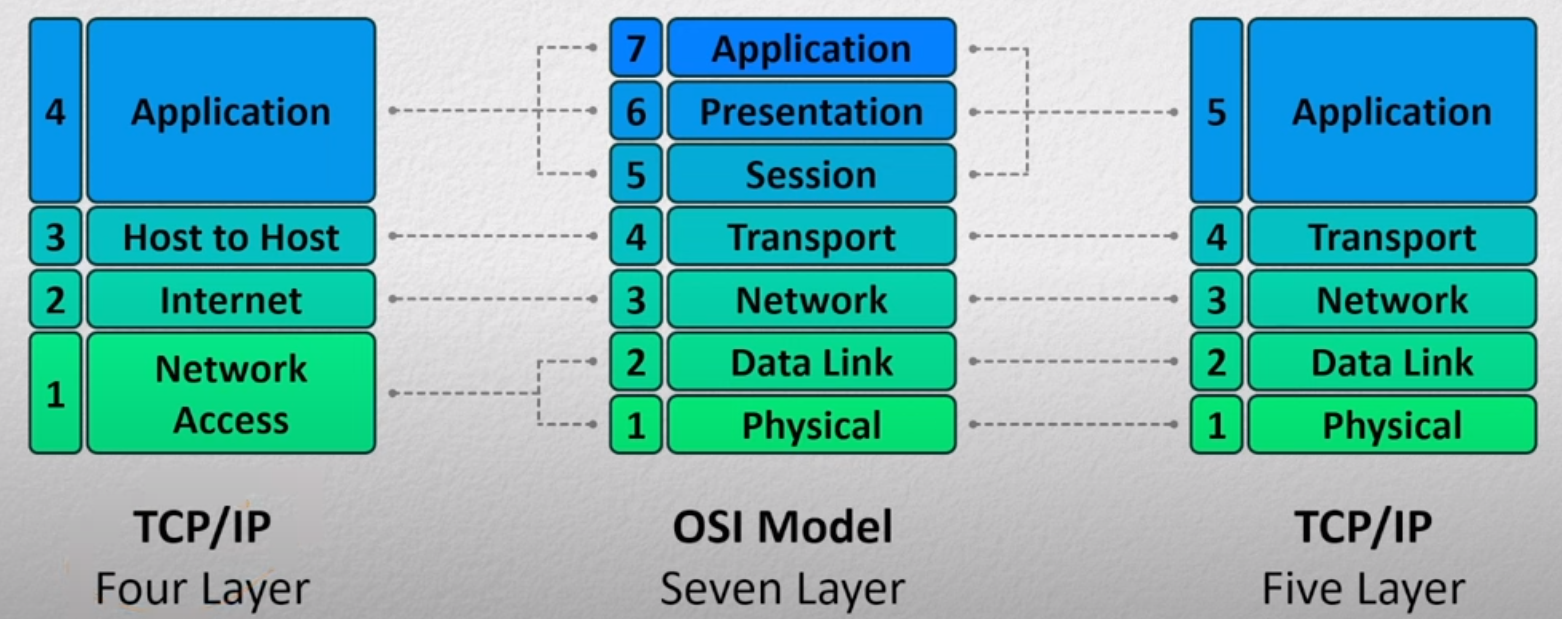 4 Application
3 Host to Host
2 Internet
1 Network
Access
TCP/IP
Four Layer
7 Application
6 Presentation
5 Session
4 Transport
3 Network
2 Data Link
1 Physical
OSI Model
Seven Layer
5 Application
4 Transport
3 Network
2 Data Link
1 Physical
TCP/IP
Five Layer